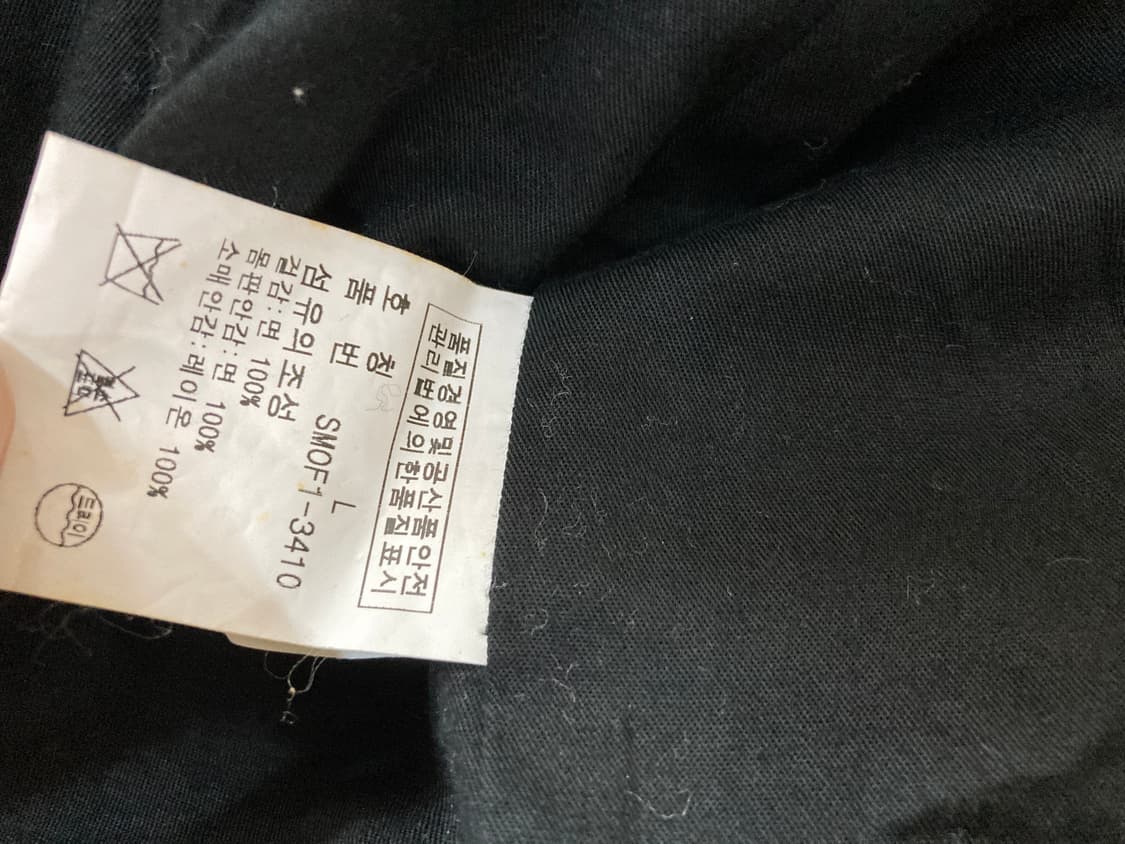 품질경영및공산품안전
관리법에의한품질표시
호 칭 L
품 번 SMOF1-3410
섬유의조성
겉감:면 100%
몸판안감:면 100%
소매안감:레이온 100%
드라이